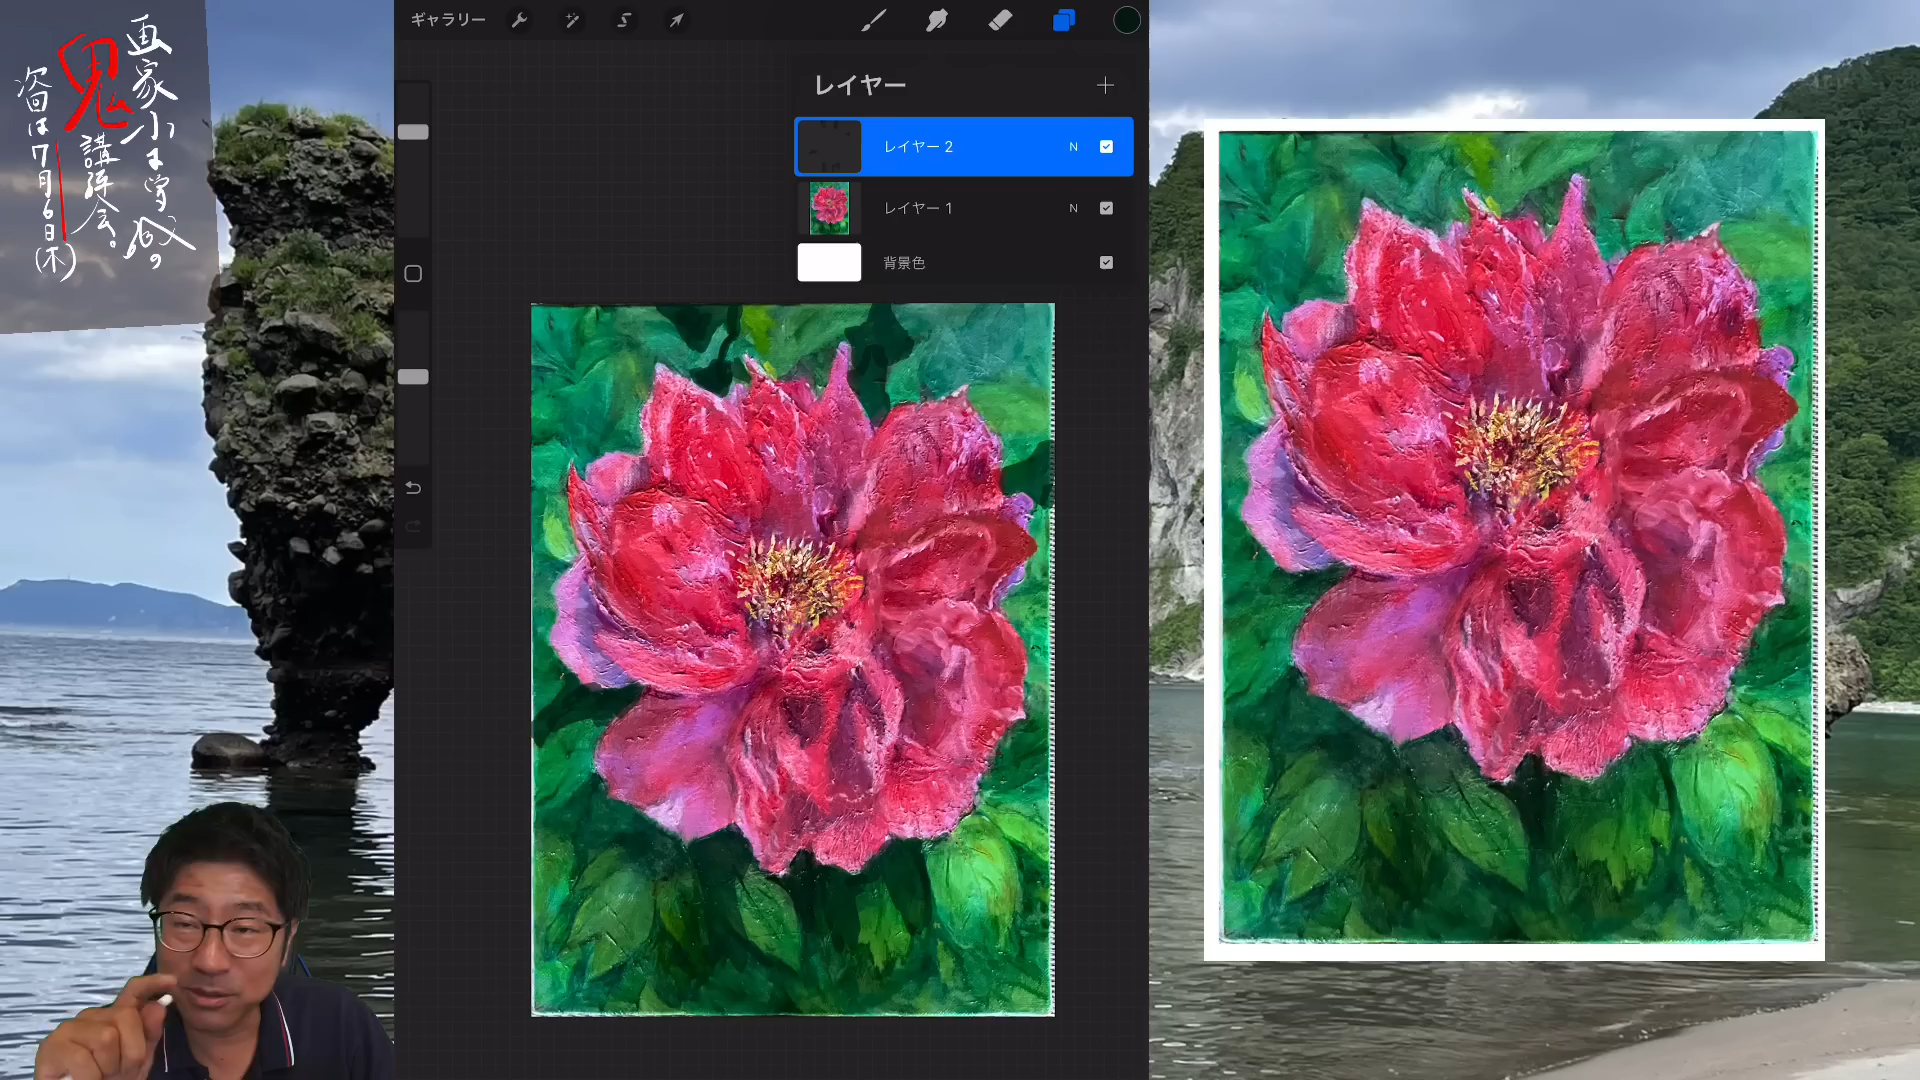 画家小木曽誠の
鬼
講評会。
次回は7月6日(木)
ギャラリー
レイヤー
レイヤー 2
N
レイヤー 1
N
背景色